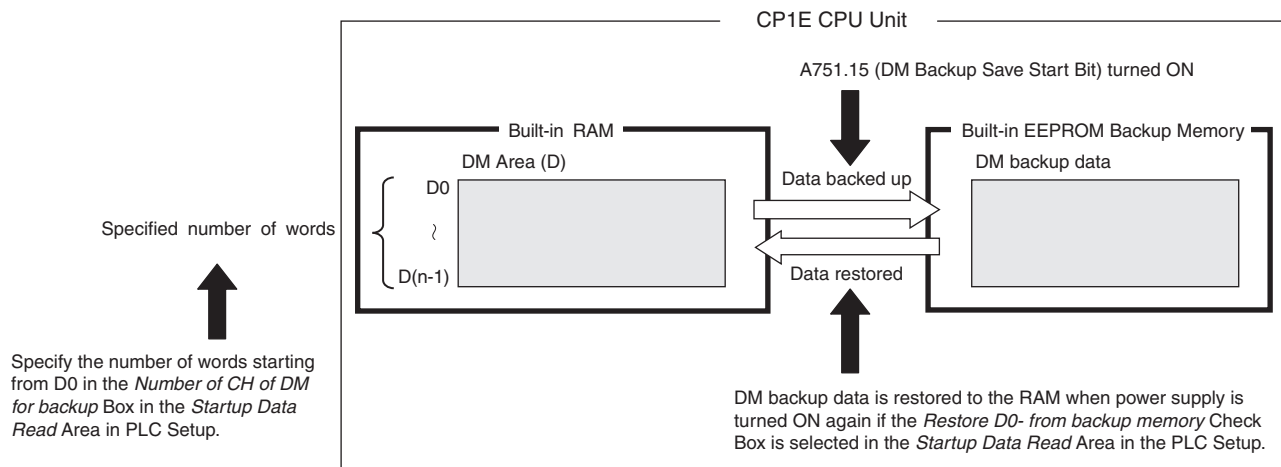 CP1E CPU Unit
A751.15 (DM Backup Save Start Bit) turned ON
Built-in RAM
Built-in EEPROM Backup Memory
DM Area (D)
DM backup data
D0
Data backed up
Specified number of words
~
D(n-1)
Data restored
Specify the number of words starting
from D0 in the Number of CH of DM
for backup Box in the Startup Data
Read Area in PLC Setup.
DM backup data is restored to the RAM when power supply is
turned ON again if the Restore D0- from backup memory Check
Box is selected in the Startup Data Read Area in the PLC Setup.